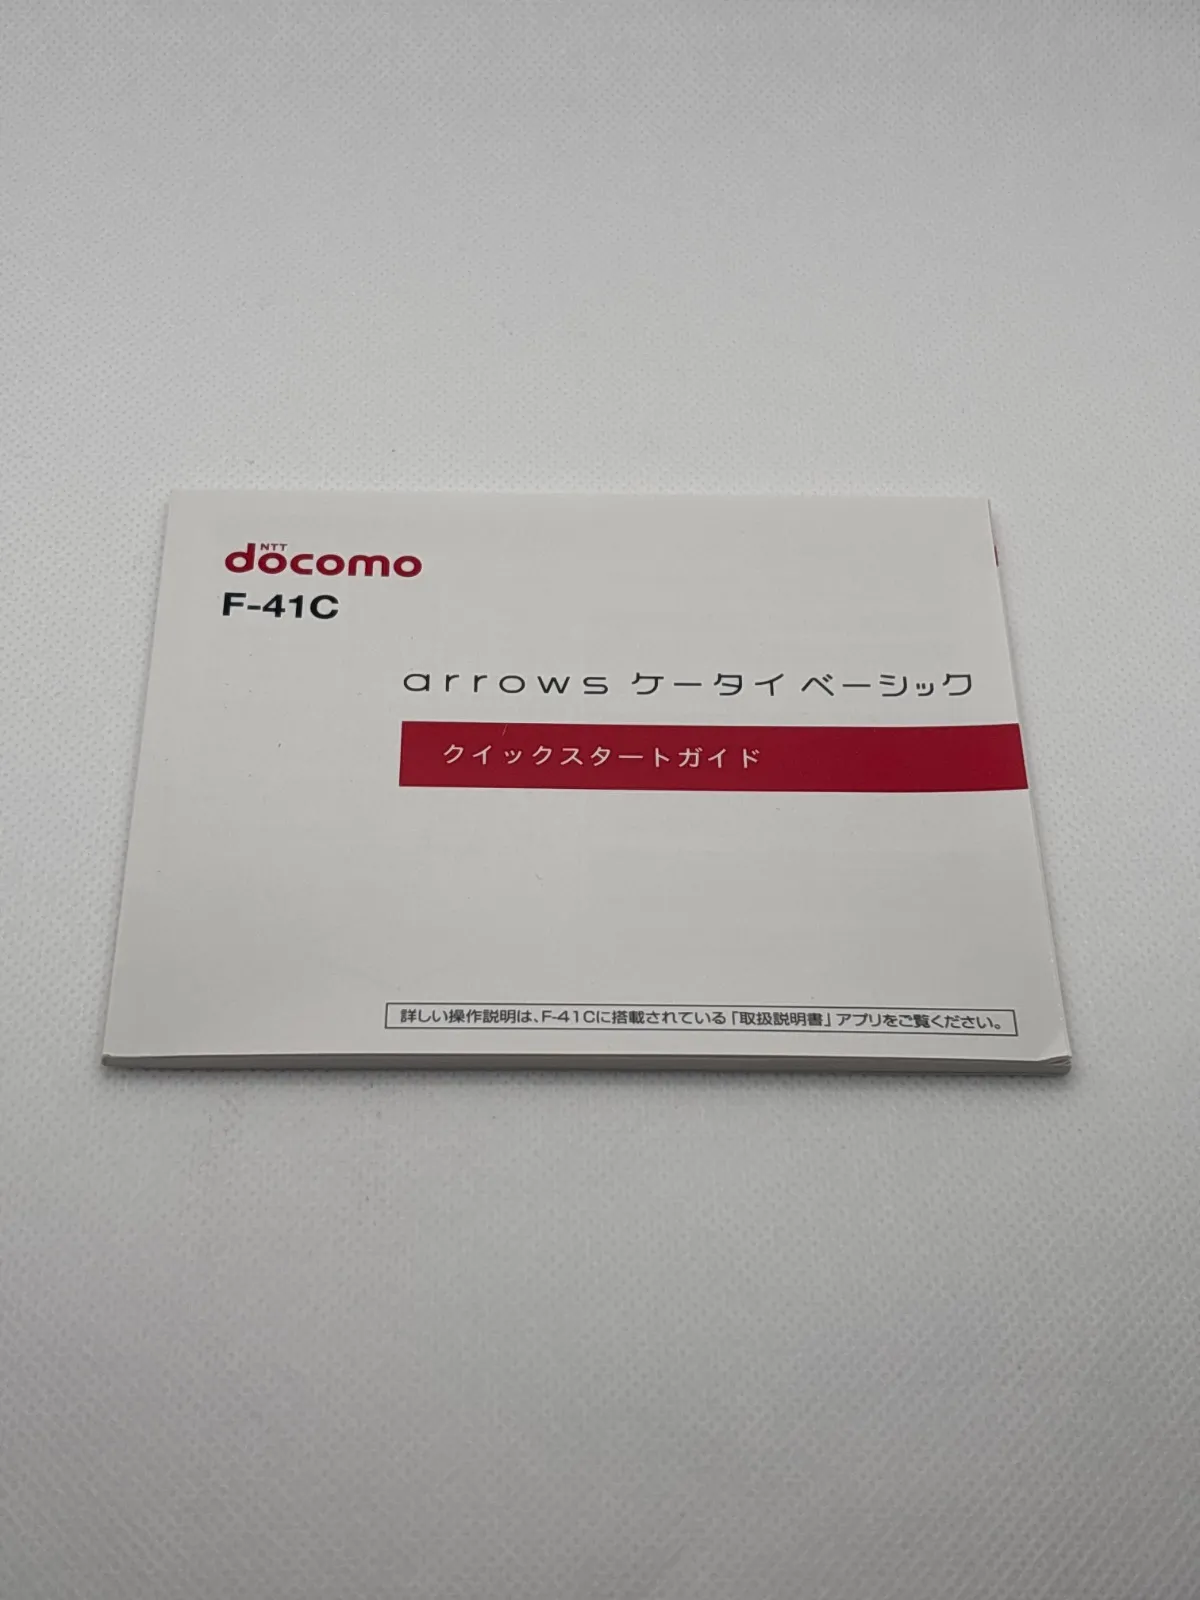 NTT
docomo
F-41C
arrows ケータイ ベーシック
クイックスタートガイド
詳しい操作説明は、F-41Cに搭載されている「取扱説明書」アプリをご覧ください。